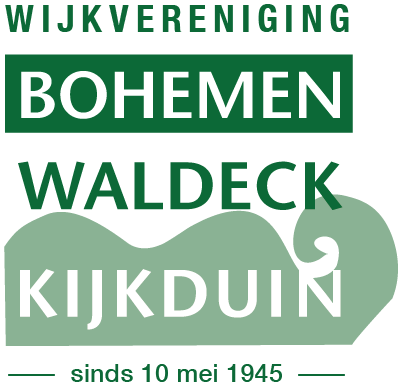 WIJKVERENIGING
BOHEMEN
WALDECK
KIJKDUIN
sinds 10 mei 1945